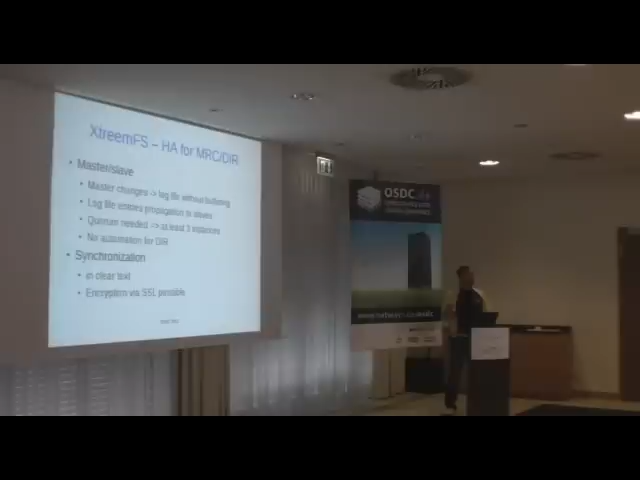 XtreemFS – HA for MRC/DIR
• Master/slave
• Master changes -> log file without buffering
• Log file entries propagation to slaves
• Quorum needed => at least 3 instances
• No automation for DIR
• Synchronization
• in clear text
• Encryption via SSL possible
OSDC.de